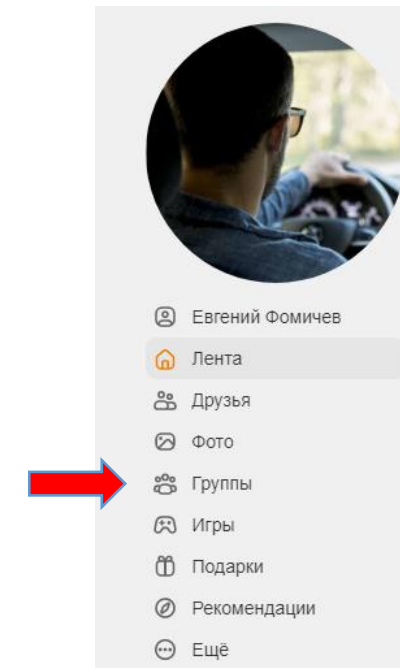 Евгений Фомичев
Лента
Друзья
Фото
Группы
Игры
Подарки
Рекомендации
Ещё